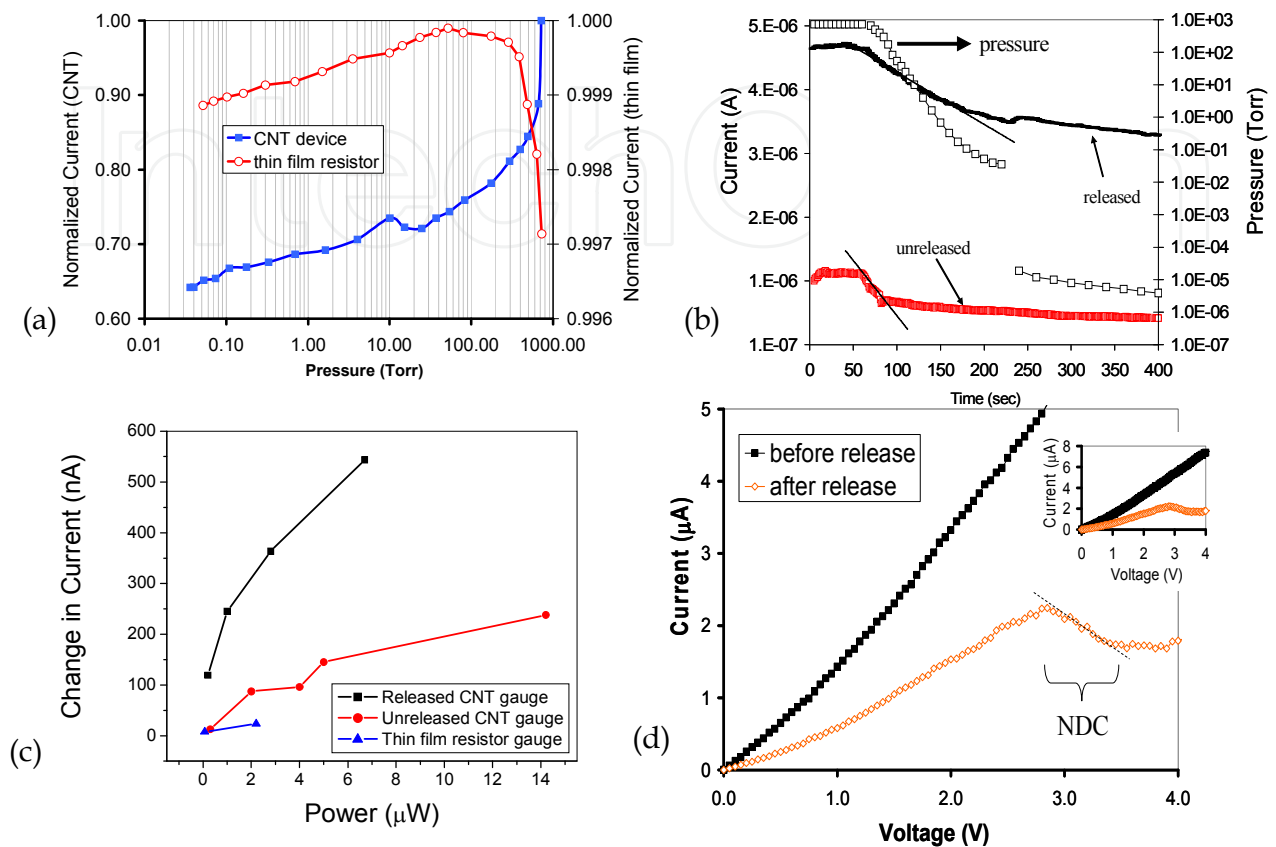 1.00
0.90
0.80
0.70
0.60
Normalized Current (CNT)
CNT device
thin film resistor
1.000
0.999
0.998
0.997
0.996
Normalized Current (thin film)
0.01 0.10 1.00 10.00 100.00 1000.00
Pressure (Torr)
(a)
5.E-06
4.E-06
3.E-06
2.E-06
1.E-06
1.E-07
Current (A)
pressure
released
unreleased
1.0E+03
1.0E+02
1.0E+01
1.0E+00
1.0E-01
1.0E-02
1.0E-03
1.0E-04
1.0E-05
1.0E-06
1.0E-07
Pressure (Torr)
0 50 100 150 200 250 300 350 400
Time (sec)
(b)
600
500
400
300
200
100
0
Change in Current (nA)
Released CNT gauge
Unreleased CNT gauge
Thin film resistor gauge
0 2 4 6 8 10 12 14
Power (μW)
(c)
5
4
3
2
1
0
Current (μA)
before release
after release
8
6
4
2
0
Current (μA)
0 1 2 3 4
Voltage (V)
NDC
0.0 1.0 2.0 3.0 4.0
Voltage (V)
(d)